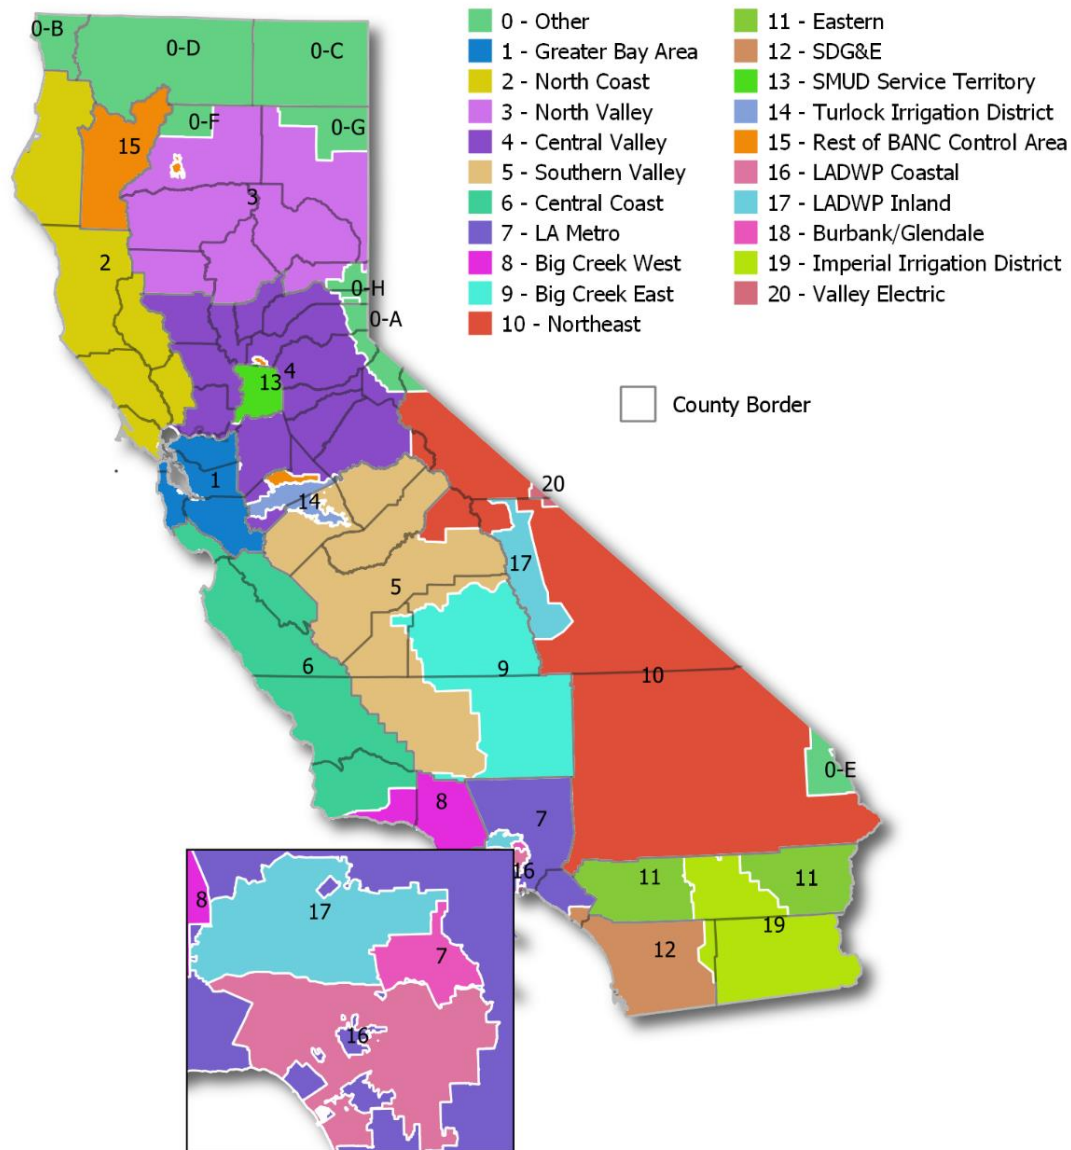 0 - Other
1 - Greater Bay Area
2 - North Coast
3 - North Valley
4 - Central Valley
5 - Southern Valley
6 - Central Coast
7 - LA Metro
8 - Big Creek West
9 - Big Creek East
10 - Northeast
11 - Eastern
12 - SDG&E
13 - SMUD Service Territory
14 - Turlock Irrigation District
15 - Rest of BANC Control Area
16 - LADWP Coastal
17 - LADWP Inland
18 - Burbank/Glendale
19 - Imperial Irrigation District
20 - Valley Electric
County Border
0-B
0-D
0-C
0-F
0-G
15
3
2
0-H
0-A
4
13
1
14
20
17
5
6
9
10
0-E
8
7
16
11
11
12
19
8
17
7
16